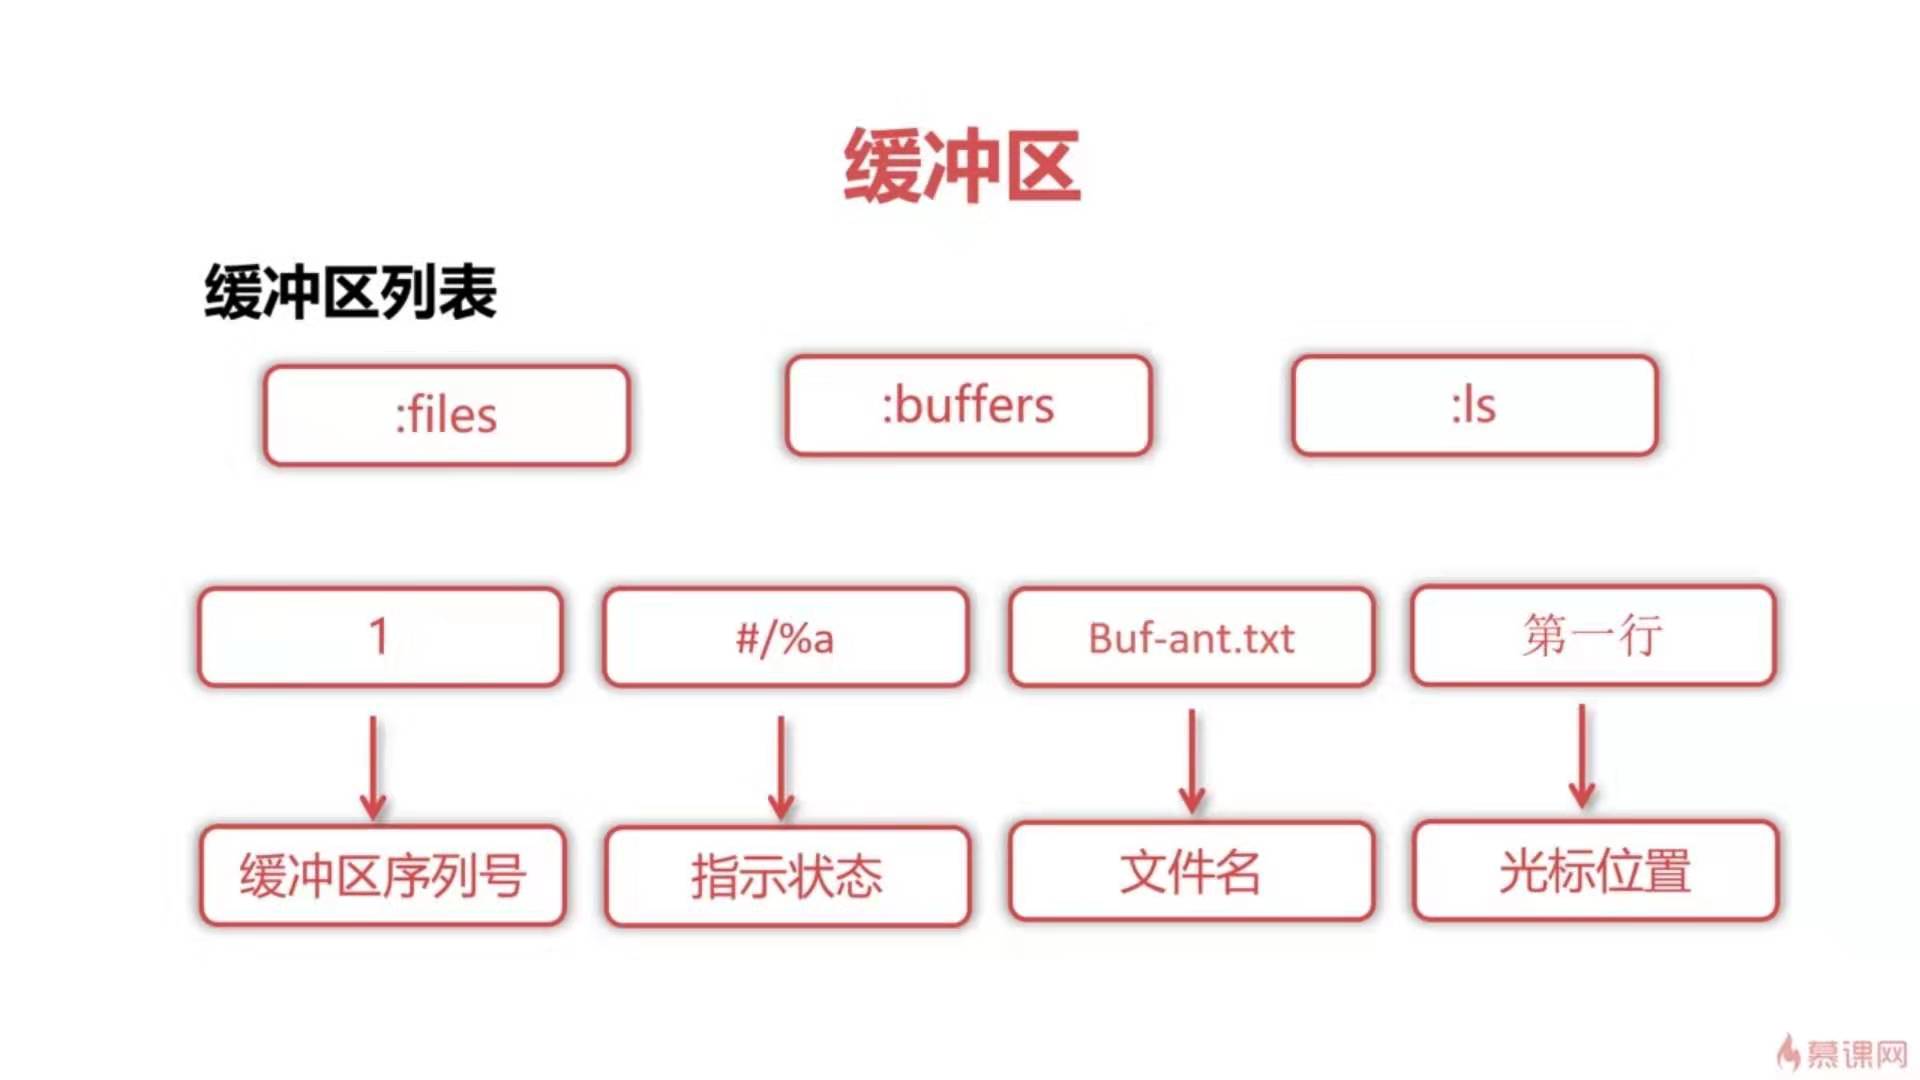 缓冲区
缓冲区列表
:files
:buffers
:ls
1
#/%a
Buf-ant.txt
第一行
缓冲区序列号
指示状态
文件名
光标位置
慕课网